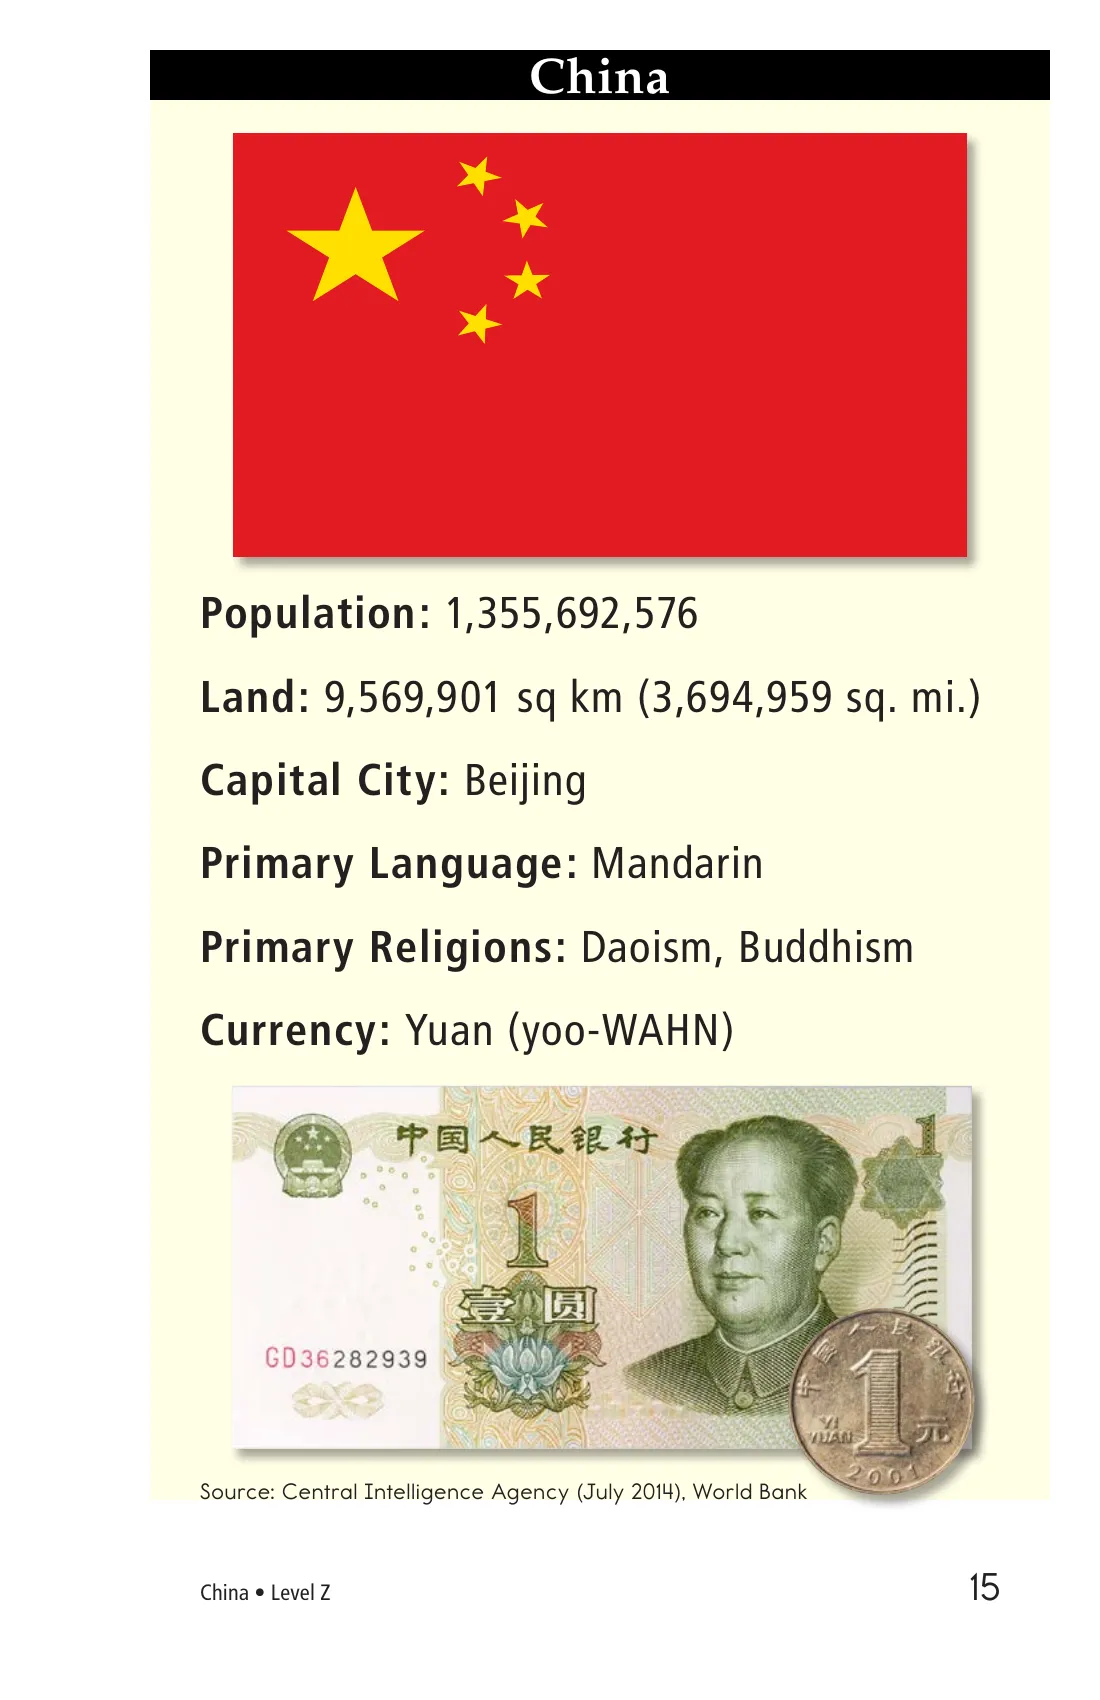 China
Population: 1,355,692,576
Land: 9,569,901 sq km (3,694,959 sq. mi.)
Capital City: Beijing
Primary Language: Mandarin
Primary Religions: Daoism, Buddhism
Currency: Yuan (yoo-WAHN)
中国人民银行
1
1
壹圆
GD36282939
中國人民银行
1
YI
YUAN
元
2001
Source: Central Intelligence Agency (July 2014), World Bank
China • Level Z
15